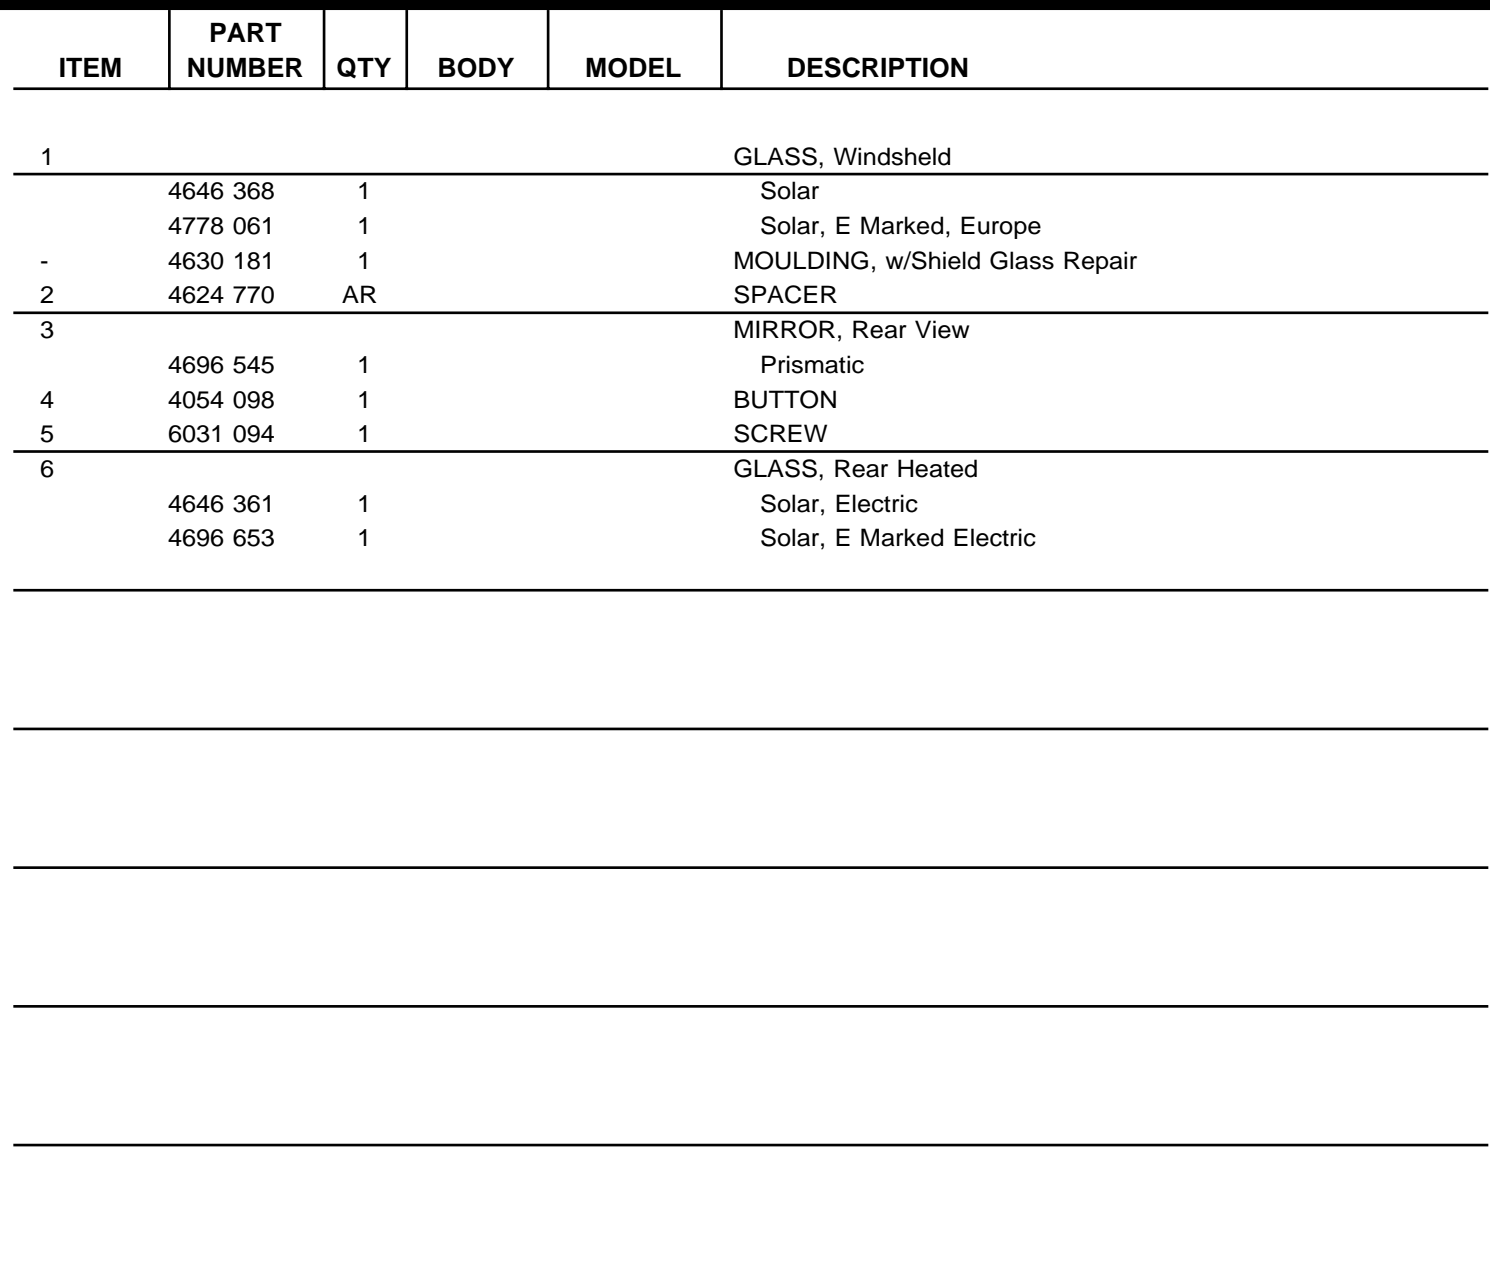 PART
ITEM NUMBER QTY BODY MODEL DESCRIPTION
1 GLASS, Windsheld
4646 368 1 Solar
4778 061 1 Solar, E Marked, Europe
- 4630 181 1 MOULDING, w/Shield Glass Repair
2 4624 770 AR SPACER
3 MIRROR, Rear View
4696 545 1 Prismatic
4 4054 098 1 BUTTON
5 6031 094 1 SCREW
6 GLASS, Rear Heated
4646 361 1 Solar, Electric
4696 653 1 Solar, E Marked Electric